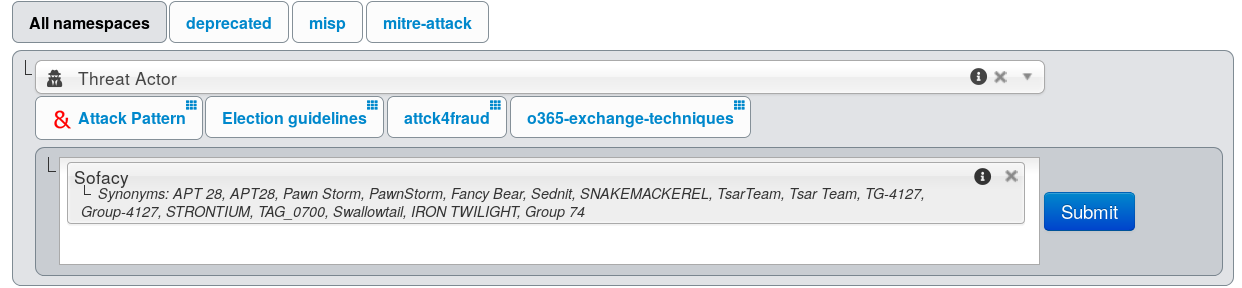 All namespaces deprecated misp mitre-attack
Threat Actor
& Attack Pattern Election guidelines attck4fraud o365-exchange-techniques
Sofacy
Synonyms: APT 28, APT28, Pawn Storm, PawnStorm, Fancy Bear, Sednit, SNAKEMACKEREL, TsarTeam, Tsar Team, TG-4127,
Group-4127, STRONTIUM, TAG_0700, Swallowtail, IRON TWILIGHT, Group 74
Submit